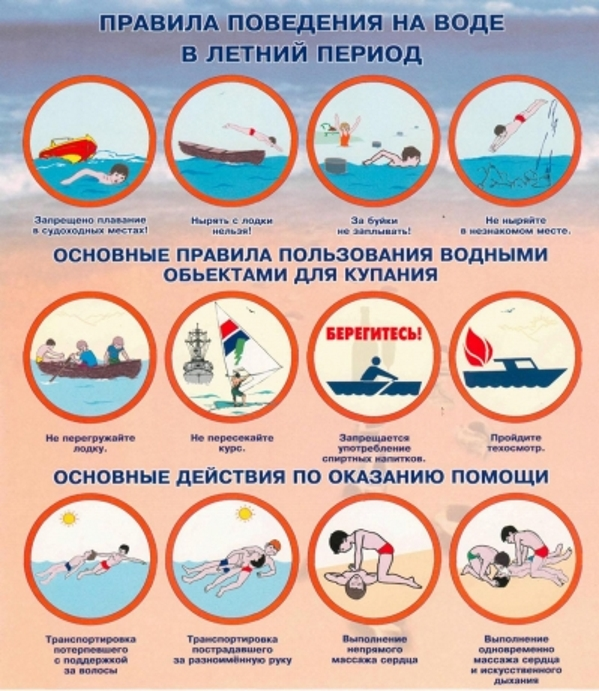 ПРАВИЛА ПОВЕДЕНИЯ НА ВОДЕ
В ЛЕТНИЙ ПЕРИОД
Запрещено плавание
в судоходных местах!
Нырять с лодки
нельзя!
За буйки
не заплывать!
Не ныряйте
в незнакомом месте.
ОСНОВНЫЕ ПРАВИЛА ПОЛЬЗОВАНИЯ ВОДНЫМИ
ОБЬЕКТАМИ ДЛЯ КУПАНИЯ
БЕРЕГИТЕСЬ!
Не перегружайте
лодку.
Не пересекайте
курс.
Запрещается
употребление
спиртных напитков.
Пройдите
техосмотр.
ОСНОВНЫЕ ДЕЙСТВИЯ ПО ОКАЗАНИЮ ПОМОЩИ
Транспортировка
потерпевшего
с поддержкой
за волосы
Транспортировка
пострадавшего
за разноимённую руку
Выполнение
непрямого
массажа сердца
Выполнение
одновременно
массажа сердца
и искусственного
дыхания